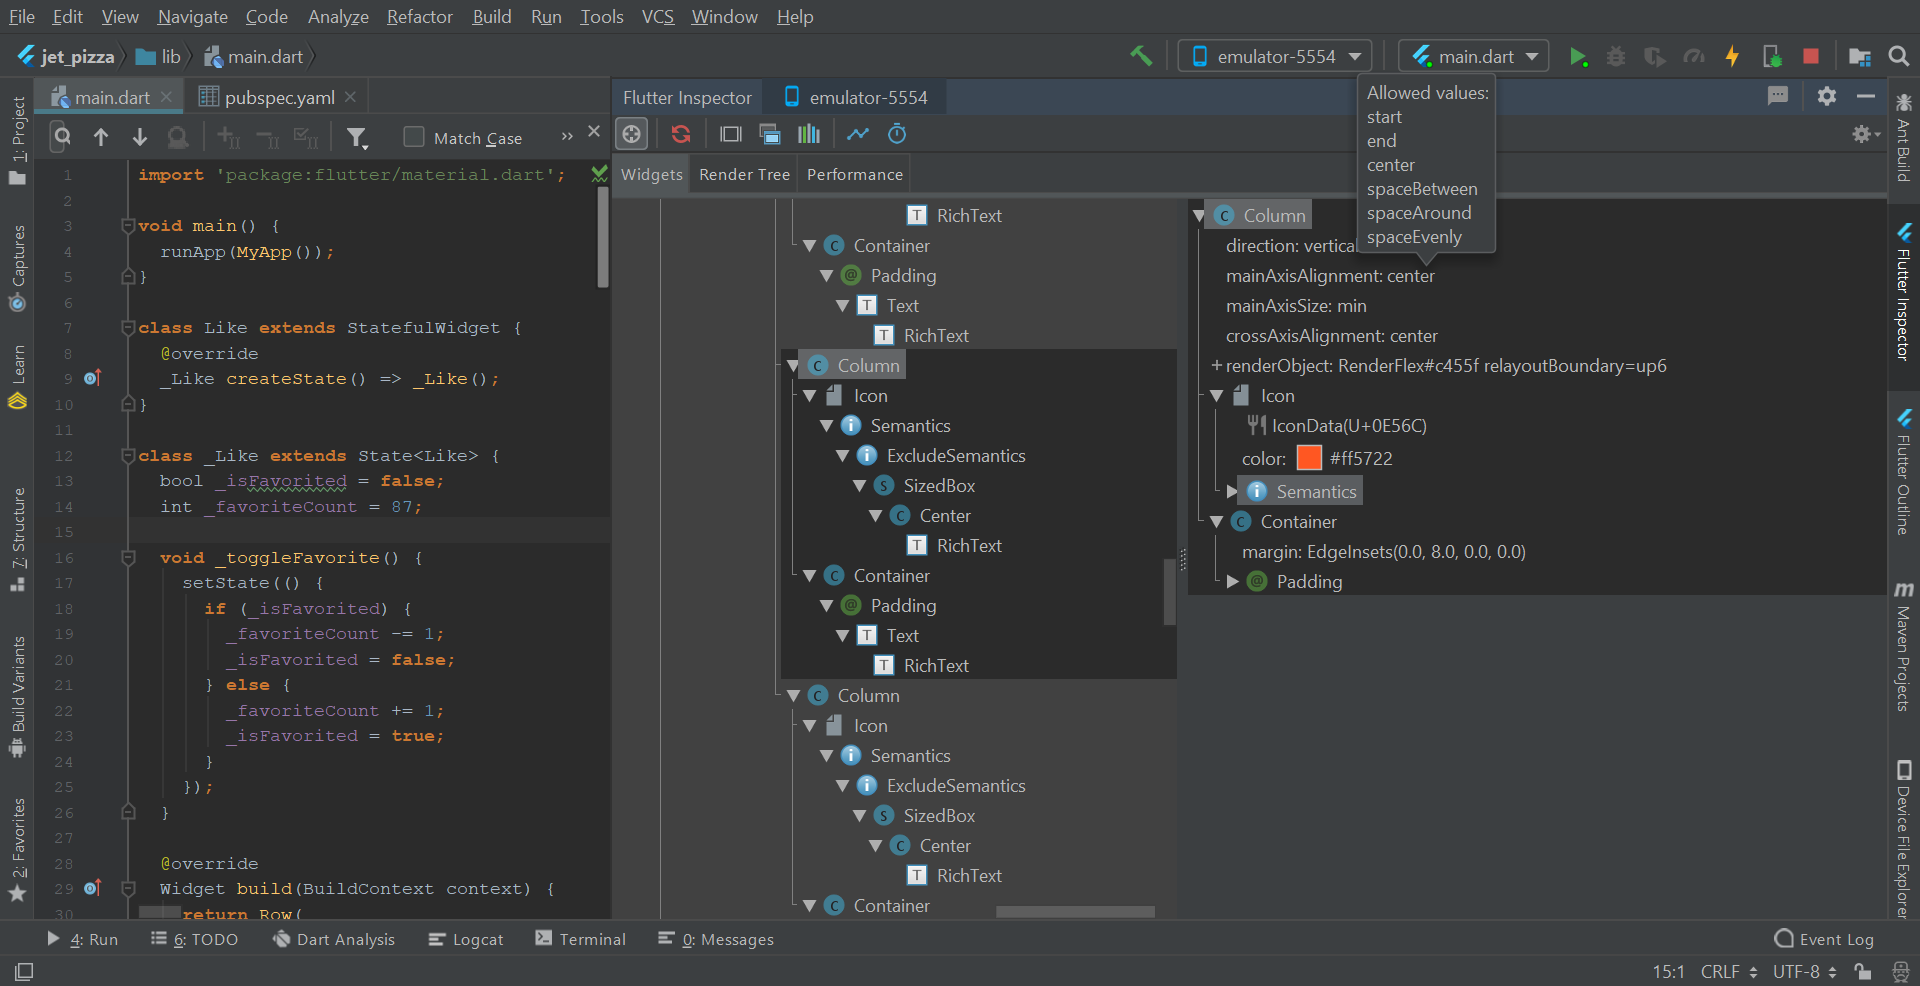 File Edit View Navigate Code Analyze Refactor Build Run Tools VCS Window Help
jet_pizza lib main.dart emulator-5554 main.dart
main.dart pubspec.yaml
Match Case »
1: Project
Captures
Learn
7: Structure
Build Variants
2: Favorites
1 import 'package:flutter/material.dart';
2
3 void main() {
4 runApp(MyApp());
5 }
6
7 class Like extends StatefulWidget {
8 @override
9 _Like createState() => _Like();
10 }
11
12 class _Like extends State<Like> {
13 bool _isFavorited = false;
14 int _favoriteCount = 87;
15
16 void _toggleFavorite() {
17 setState(() {
18 if (_isFavorited) {
19 _favoriteCount -= 1;
20 _isFavorited = false;
21 } else {
22 _favoriteCount += 1;
23 _isFavorited = true;
24 }
25 });
26 }
27
28 @override
29 Widget build(BuildContext context) {
30 return Row(
Flutter Inspector emulator-5554
Widgets Render Tree Performance
T RichText
C Container
@ Padding
T Text
T RichText
C Column
Icon
i Semantics
i ExcludeSemantics
S SizedBox
C Center
T RichText
C Container
@ Padding
T Text
T RichText
C Column
Icon
i Semantics
i ExcludeSemantics
S SizedBox
C Center
T RichText
C Container
Allowed values:
start
end
center
spaceBetween
spaceAround
spaceEvenly
C Column
direction: vertical
mainAxisAlignment: center
mainAxisSize: min
crossAxisAlignment: center
+renderObject: RenderFlex#c455f relayoutBoundary=up6
Icon
IconData(U+0E56C)
color: #ff5722
i Semantics
C Container
margin: EdgeInsets(0.0, 8.0, 0.0, 0.0)
@ Padding
Ant Build
Flutter Inspector
Flutter Outline
m Maven Projects
Device File Explorer
4: Run 6: TODO Dart Analysis Logcat Terminal 0: Messages Event Log
15:1 CRLF UTF-8